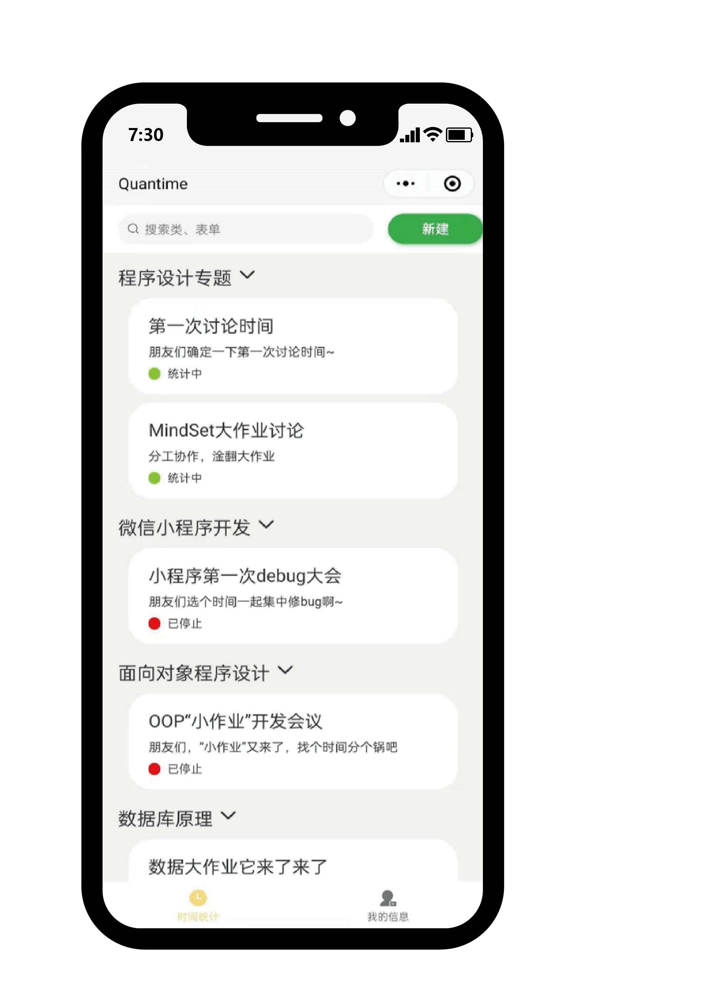 7:30
Quantime
搜索类、表单
新建
程序设计专题
第一次讨论时间
朋友们确定一下第一次讨论时间~
统计中
MindSet大作业讨论
分工协作，淦翻大作业
统计中
微信小程序开发
小程序第一次debug大会
朋友们选个时间一起集中修bug啊~
已停止
面向对象程序设计
OOP“小作业”开发会议
朋友们，“小作业”又来了，找个时间分个锅吧
已停止
数据库原理
数据大作业它来了来了
时间统计
我的信息